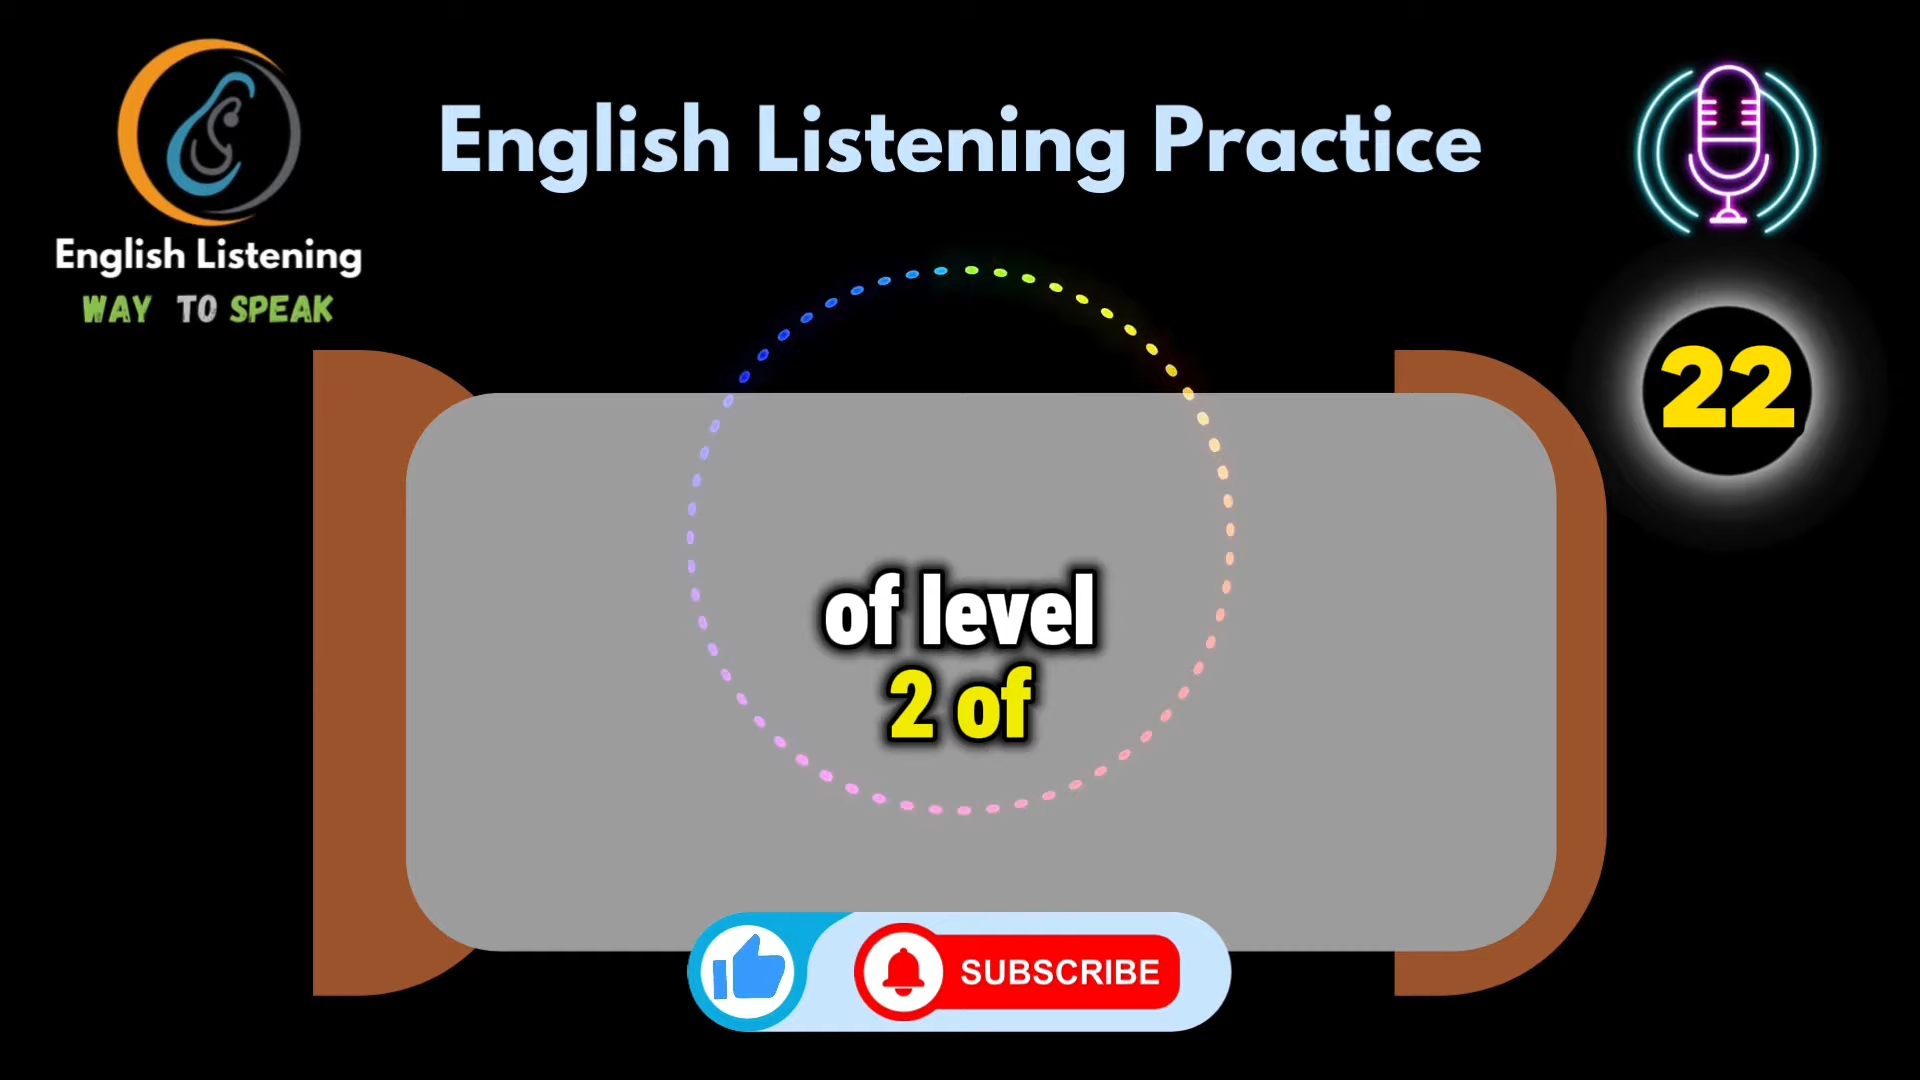 English Listening Practice
English Listening
WAY TO SPEAK
22
of level
2 of
SUBSCRIBE